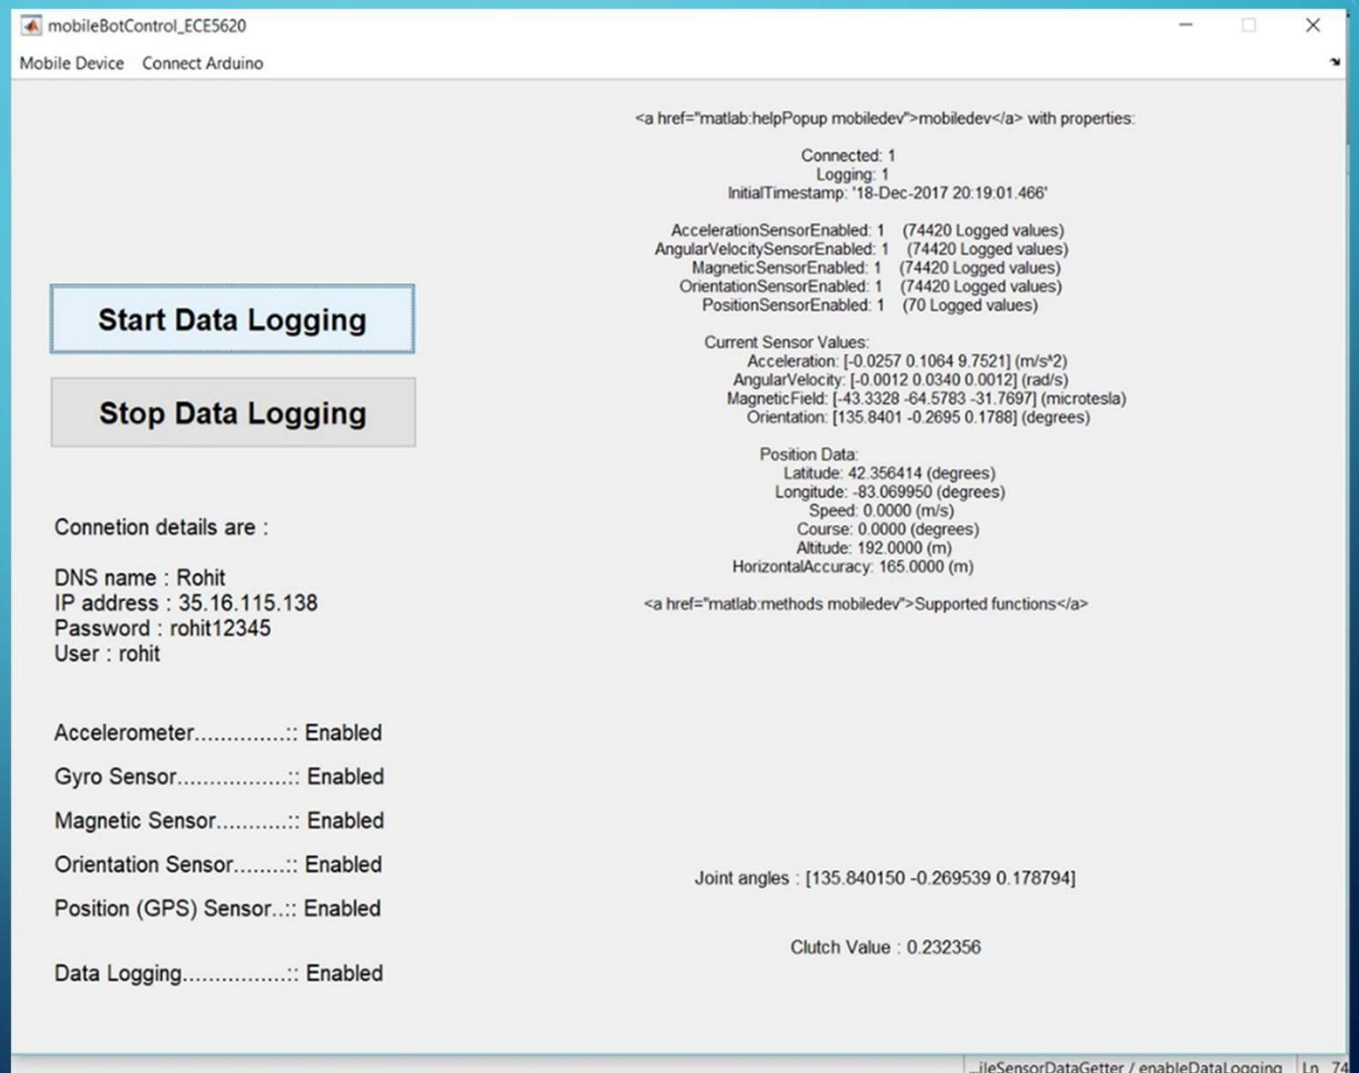 mobileBotControl_ECE5620
Mobile Device Connect Arduino
Start Data Logging
Stop Data Logging
Connetion details are :
DNS name : Rohit
IP address : 35.16.115.138
Password : rohit12345
User : rohit
Accelerometer..............:: Enabled
Gyro Sensor.................:: Enabled
Magnetic Sensor...........:: Enabled
Orientation Sensor........:: Enabled
Position (GPS) Sensor..:: Enabled
Data Logging................:: Enabled
<a href="matlab:helpPopup mobiledev">mobiledev</a> with properties:
Connected: 1
Logging: 1
InitialTimestamp: '18-Dec-2017 20:19:01.466'
AccelerationSensorEnabled: 1 (74420 Logged values)
AngularVelocitySensorEnabled: 1 (74420 Logged values)
MagneticSensorEnabled: 1 (74420 Logged values)
OrientationSensorEnabled: 1 (74420 Logged values)
PositionSensorEnabled: 1 (70 Logged values)
Current Sensor Values:
Acceleration: [-0.0257 0.1064 9.7521] (m/s^2)
AngularVelocity: [-0.0012 0.0340 0.0012] (rad/s)
MagneticField: [-43.3328 -64.5783 -31.7697] (microtesla)
Orientation: [135.8401 -0.2695 0.1788] (degrees)
Position Data:
Latitude: 42.356414 (degrees)
Longitude: -83.069950 (degrees)
Speed: 0.0000 (m/s)
Course: 0.0000 (degrees)
Altitude: 192.0000 (m)
HorizontalAccuracy: 165.0000 (m)
<a href="matlab:methods mobiledev">Supported functions</a>
Joint angles : [135.840150 -0.269539 0.178794]
Clutch Value : 0.232356
...ileSensorDataGetter / enableDataLogging Ln 74